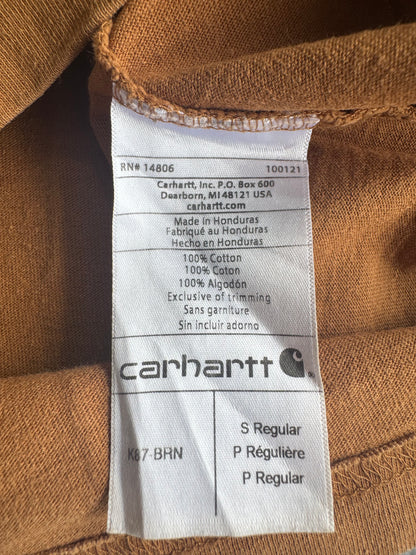 RN# 14806 100121
Carhartt, Inc. P.O. Box 600
Dearborn, MI 48121 USA
carhartt.com
Made in Honduras
Fabriqué au Honduras
Hecho en Honduras
100% Cotton
100% Coton
100% Algodón
Exclusive of trimming
Sans garniture
Sin incluir adorno
carhartt
K87-BRN
S Regular
P Régulière
P Regular